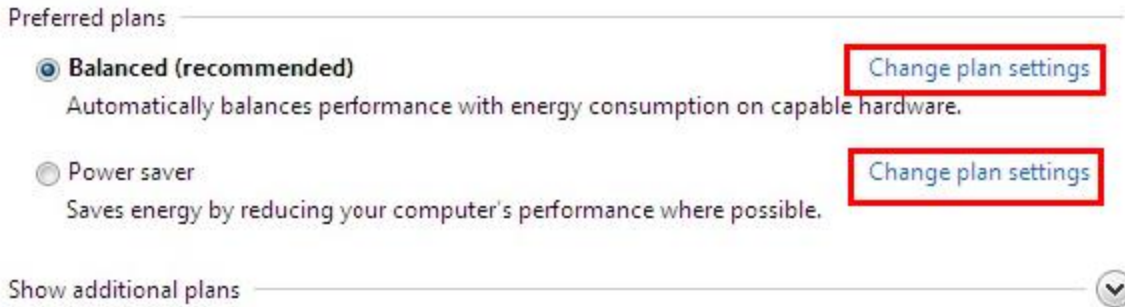 Preferred plans
Balanced (recommended) Change plan settings
Automatically balances performance with energy consumption on capable hardware.
Power saver Change plan settings
Saves energy by reducing your computer's performance where possible.
Show additional plans